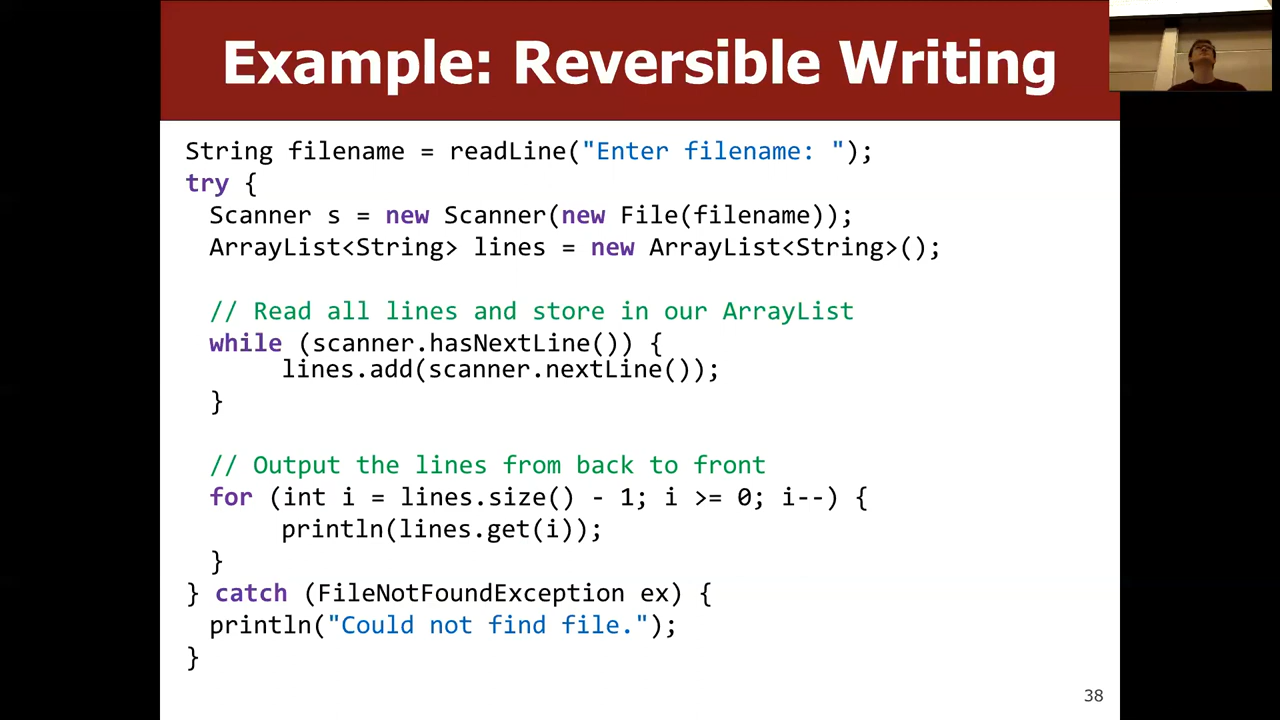 Example: Reversible Writing
String filename = readLine("Enter filename: ");
try {
Scanner s = new Scanner(new File(filename));
ArrayList<String> lines = new ArrayList<String>();
// Read all lines and store in our ArrayList
while (scanner.hasNextLine()) {
lines.add(scanner.nextLine());
}
// Output the lines from back to front
for (int i = lines.size() - 1; i >= 0; i--) {
println(lines.get(i));
}
} catch (FileNotFoundException ex) {
println("Could not find file.");
}
38